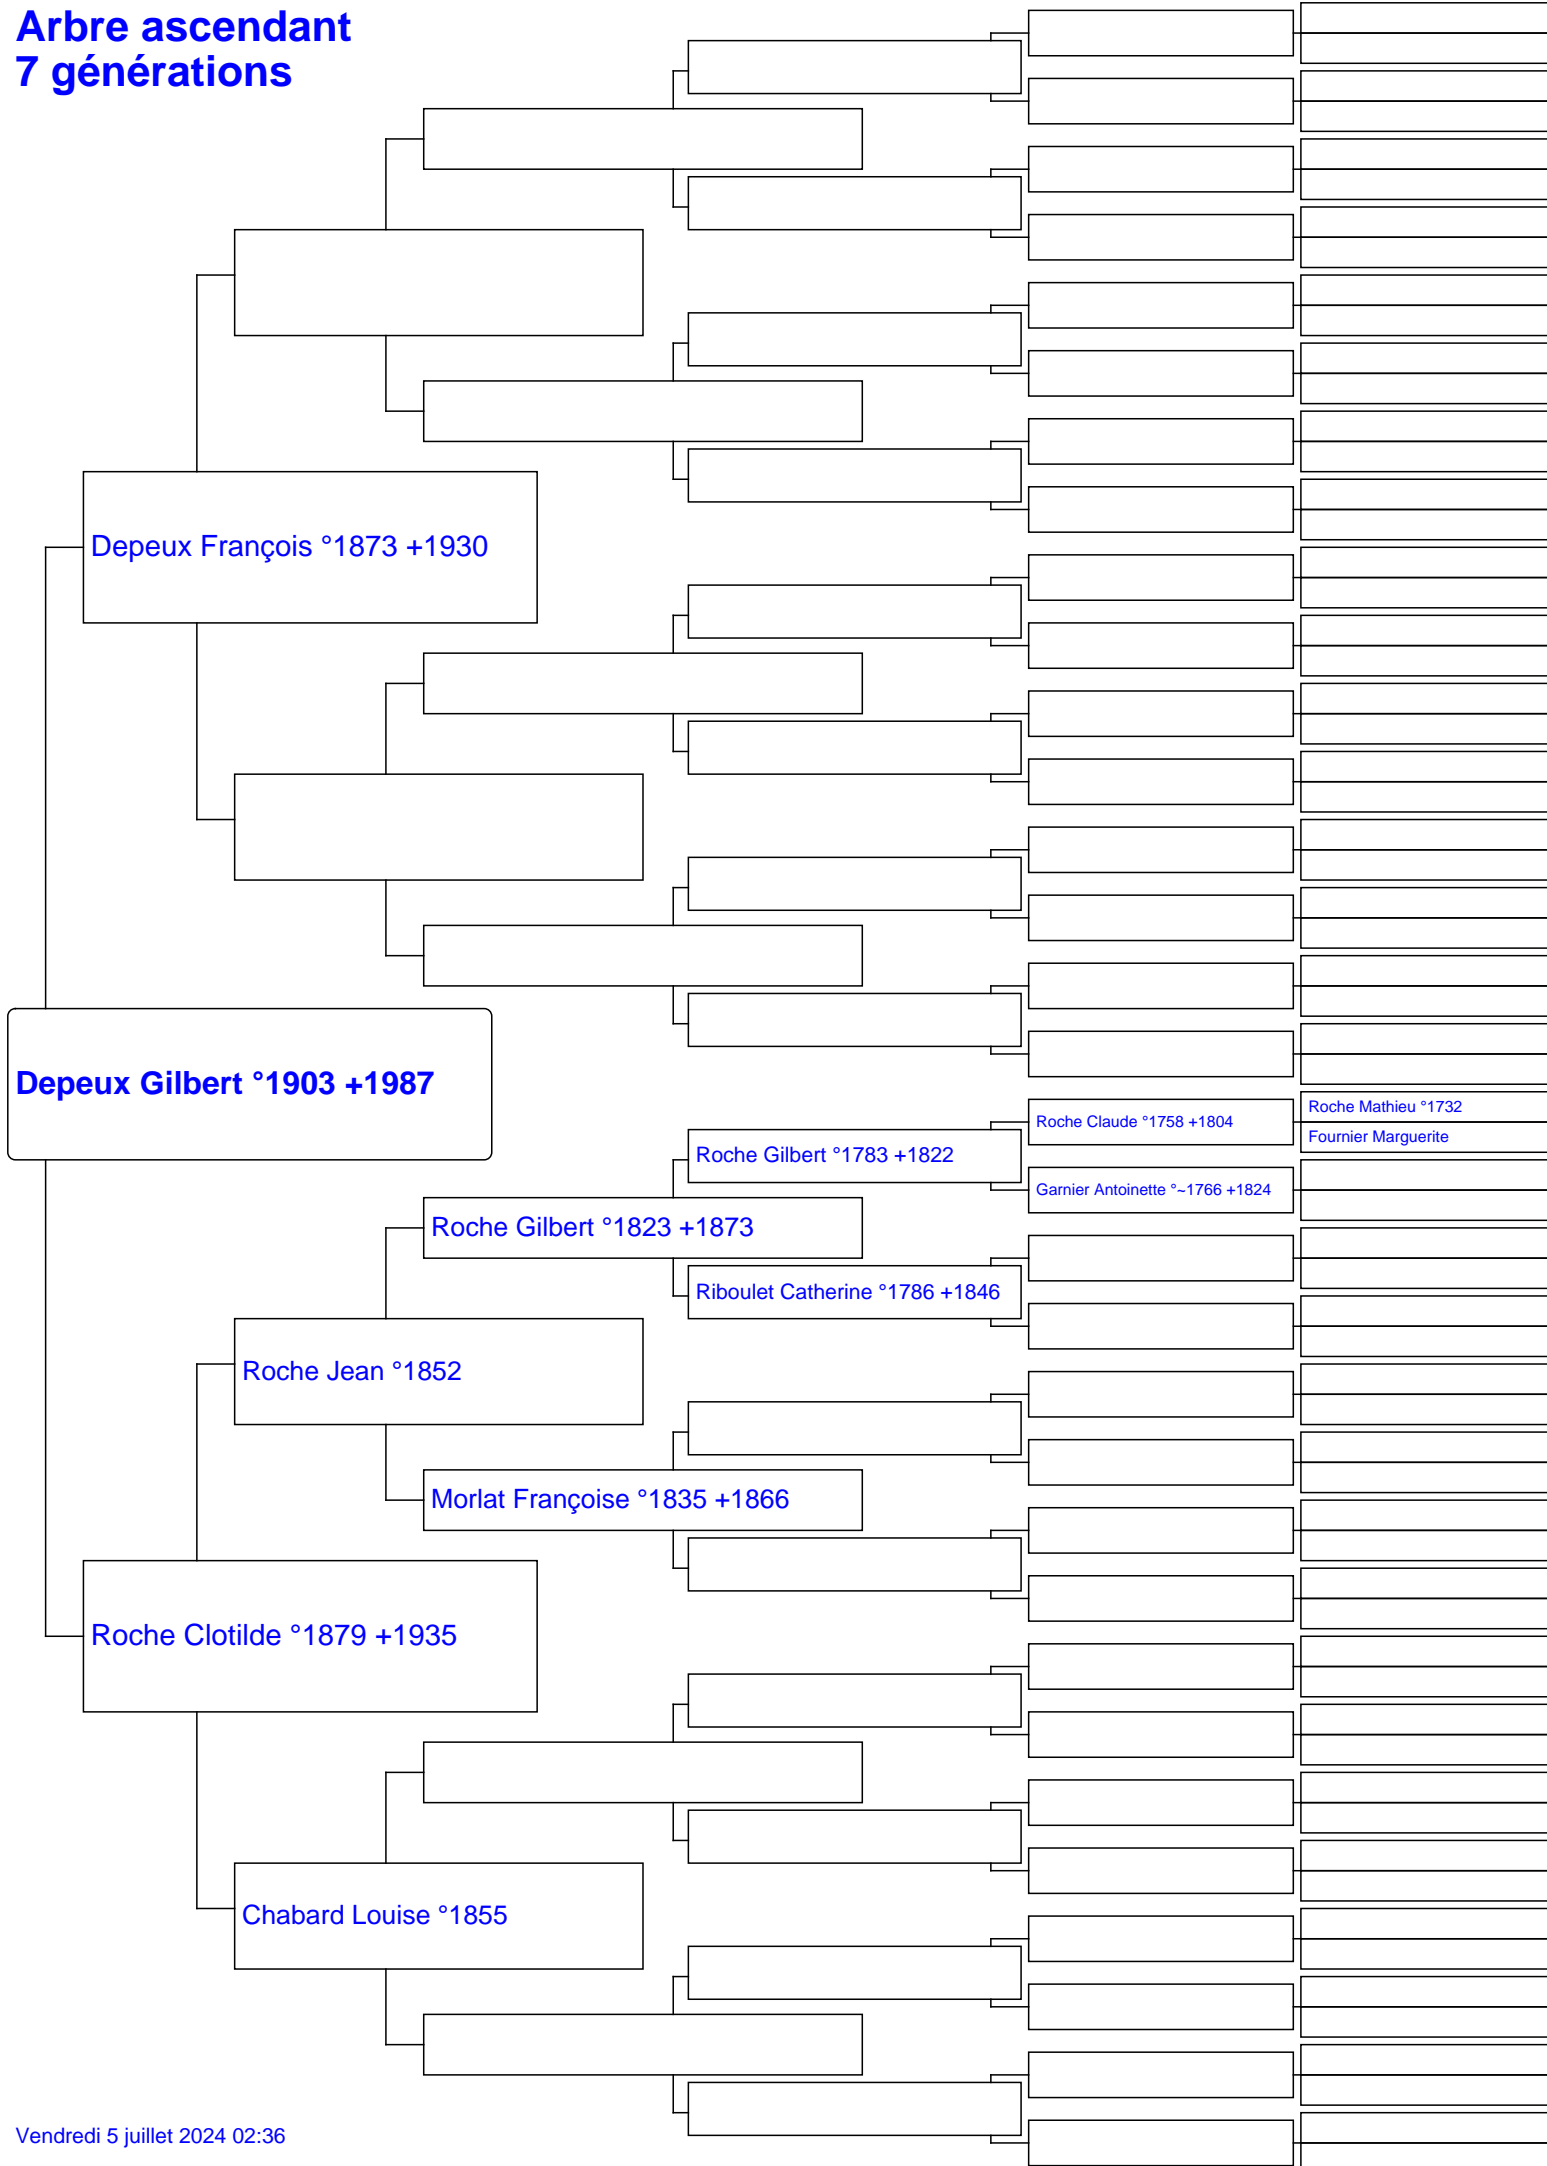 Arbre ascendant
7 générations
Depeux François °1873 +1930
Depeux Gilbert °1903 +1987
Roche Mathieu °1732
Roche Claude °1758 +1804
Fournier Marguerite
Roche Gilbert °1783 +1822
Garnier Antoinette °~1766 +1824
Roche Gilbert °1823 +1873
Riboulet Catherine °1786 +1846
Roche Jean °1852
Morlat Françoise °1835 +1866
Roche Clotilde °1879 +1935
Chabard Louise °1855
Vendredi 5 juillet 2024 02:36